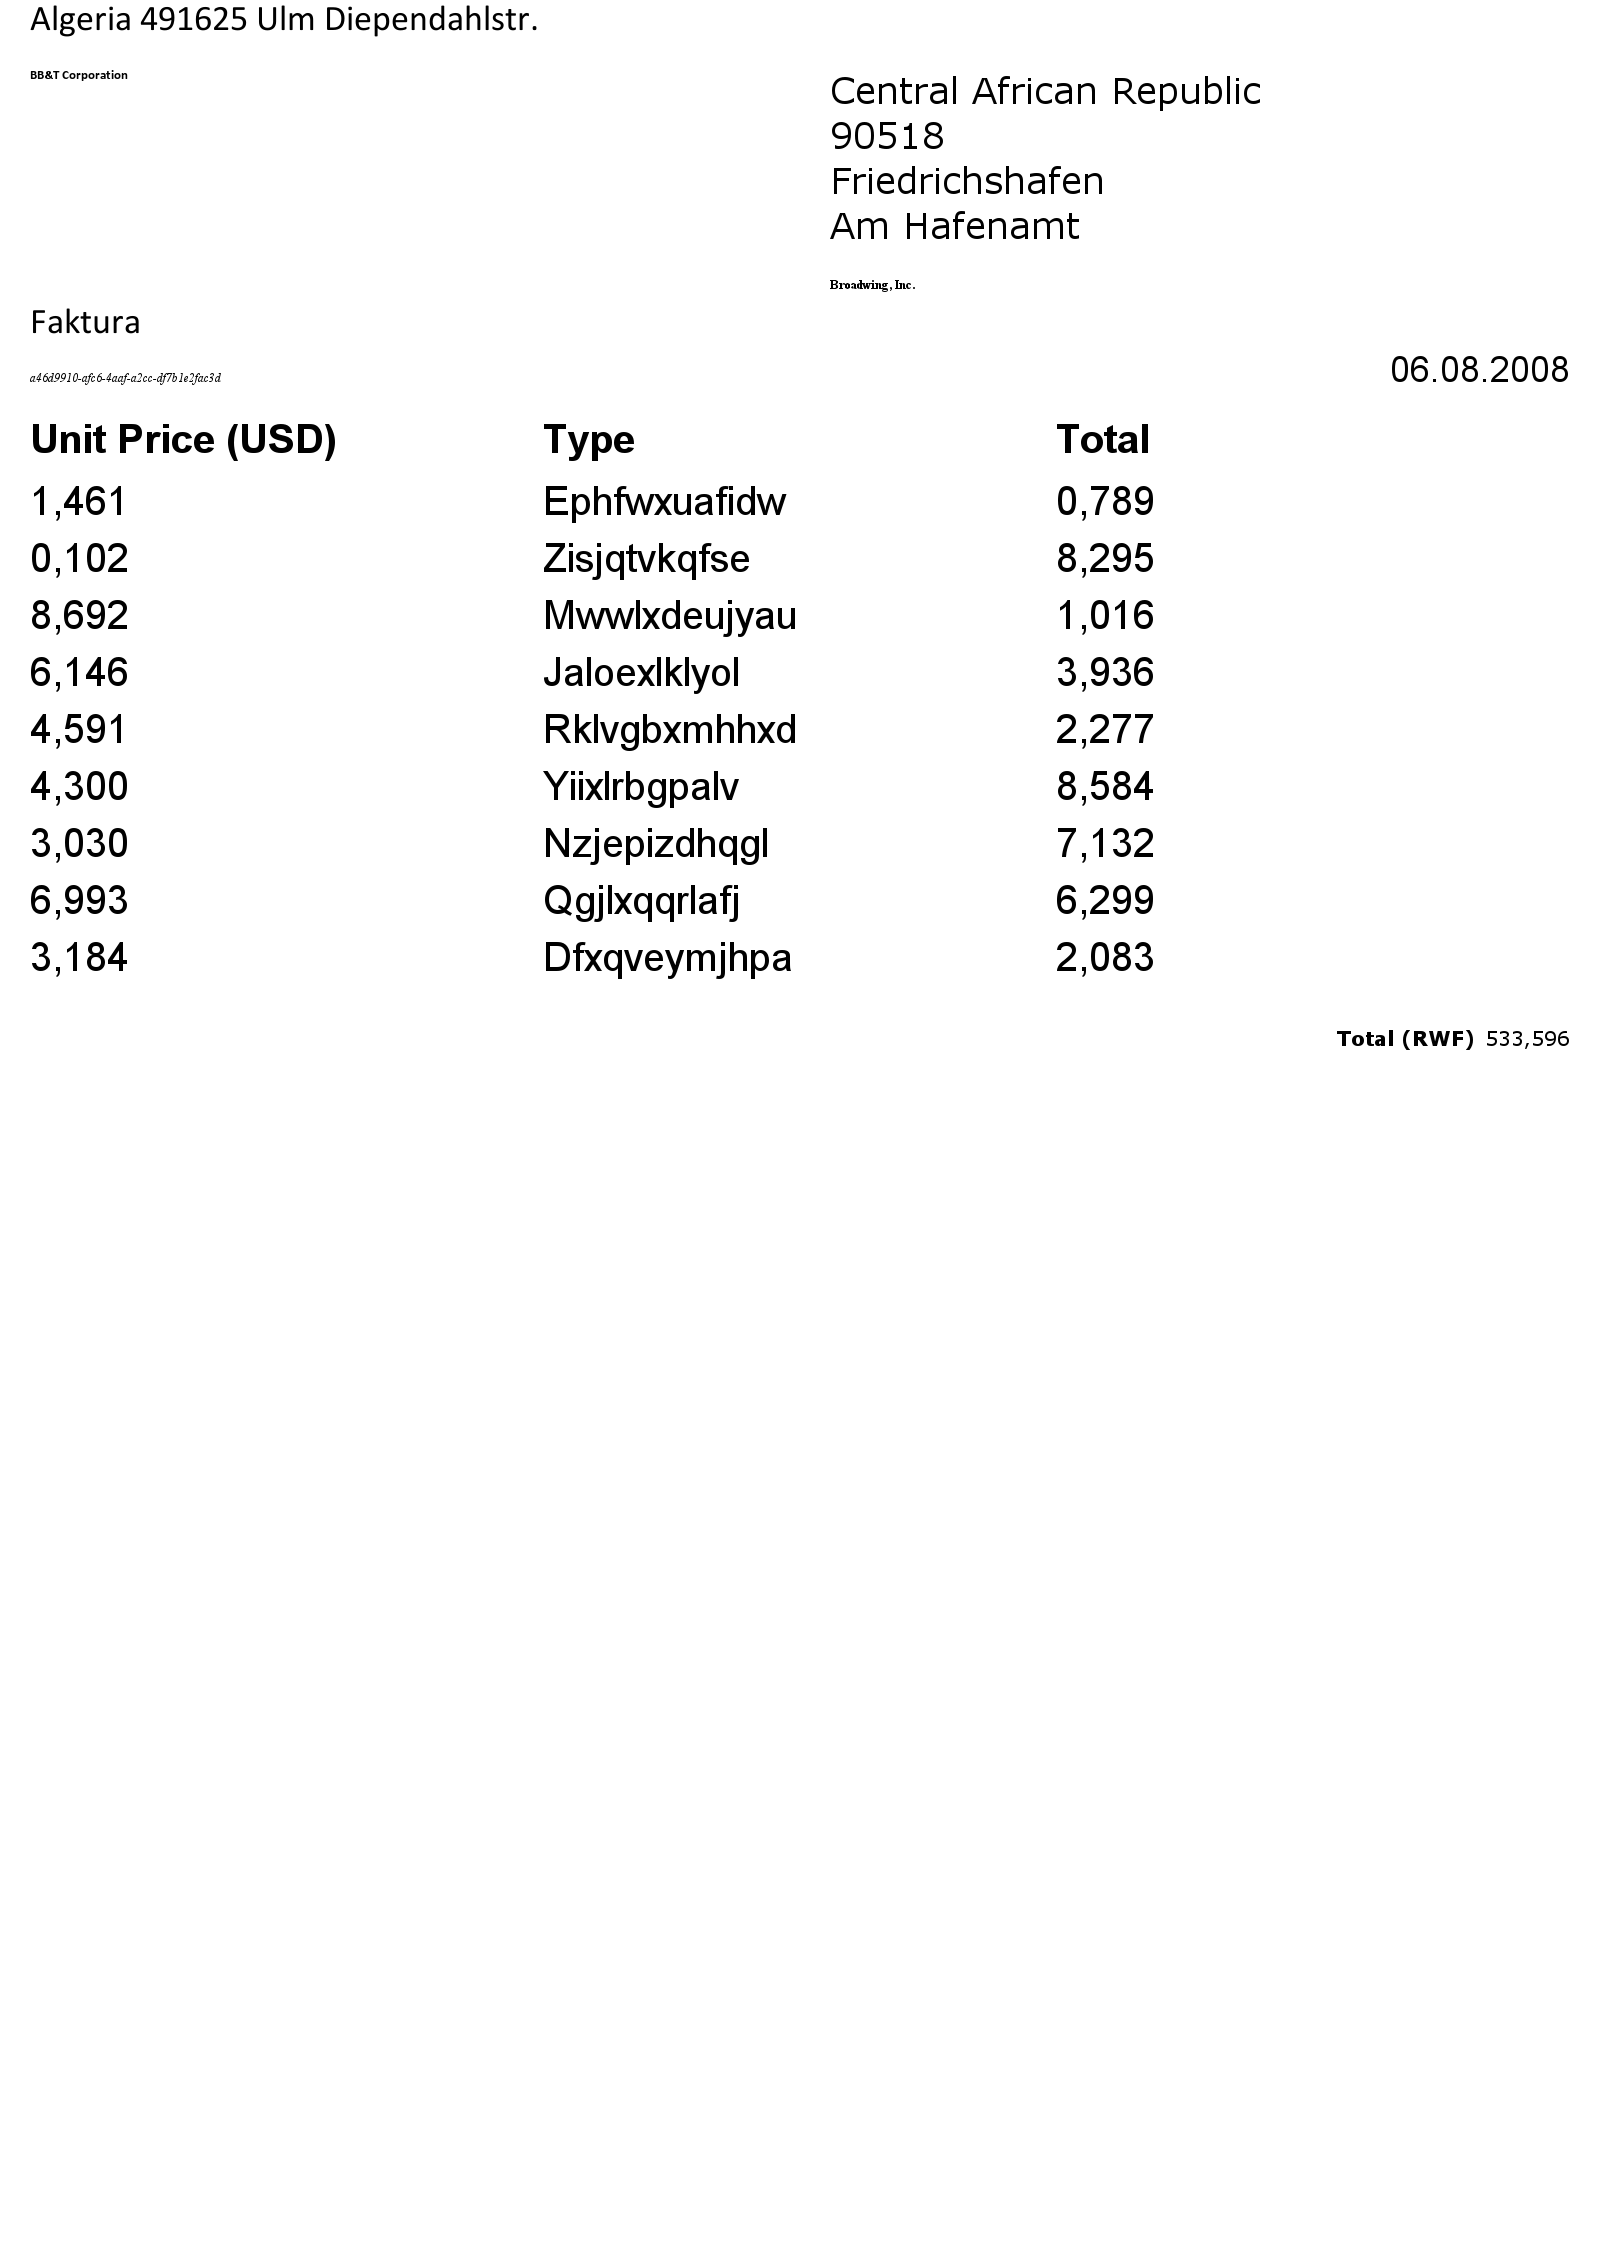 Algeria 491625 Ulm Diependahlstr.
BB&T Corporation
Central African Republic
90518
Friedrichshafen
Am Hafenamt
Broadwing, Inc.
Faktura
a46d9910-afc6-4aaf-a2cc-df7b1e2fac3d
06.08.2008
Unit Price (USD) Type Total
1,461 Ephfwxuafidw 0,789
0,102 Zisjqtvkqfse 8,295
8,692 Mwwlxdeujyau 1,016
6,146 Jaloexlklyol 3,936
4,591 Rklvgbxmhhxd 2,277
4,300 Yiixlrbgpalv 8,584
3,030 Nzjepizdhqgl 7,132
6,993 Qgjlxqqrlafj 6,299
3,184 Dfxqveymjhpa 2,083
Total (RWF) 533,596